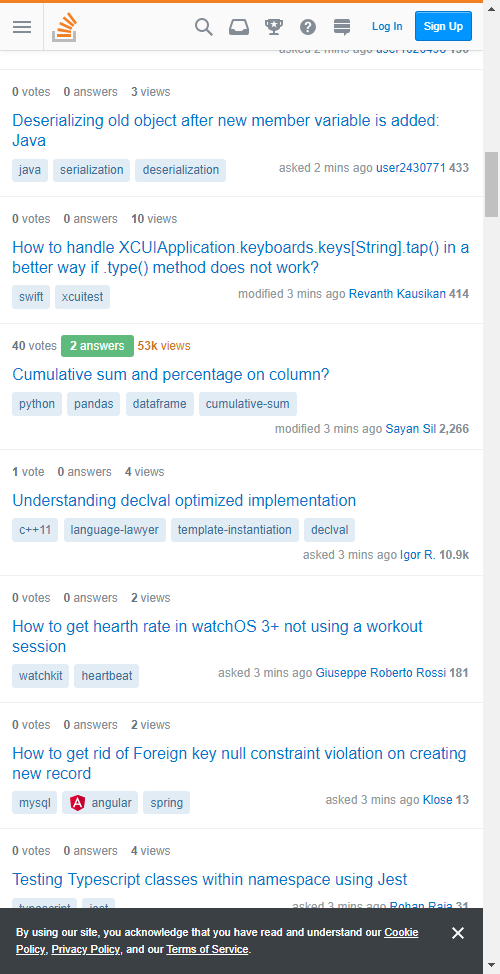 Log In Sign Up
0 votes 0 answers 3 views
Deserializing old object after new member variable is added:
Java
java serialization deserialization
asked 2 mins ago user2430771 433
0 votes 0 answers 10 views
How to handle XCUIApplication.keyboards.keys[String].tap() in a
better way if .type() method does not work?
swift xcuitest
modified 3 mins ago Revanth Kausikan 414
40 votes 2 answers 53k views
Cumulative sum and percentage on column?
python pandas dataframe cumulative-sum
modified 3 mins ago Sayan Sil 2,266
1 vote 0 answers 4 views
Understanding declval optimized implementation
c++11 language-lawyer template-instantiation declval
asked 3 mins ago Igor R. 10.9k
0 votes 0 answers 2 views
How to get hearth rate in watchOS 3+ not using a workout
session
watchkit heartbeat
asked 3 mins ago Giuseppe Roberto Rossi 181
0 votes 0 answers 2 views
How to get rid of Foreign key null constraint violation on creating
new record
mysql angular spring
asked 3 mins ago Klose 13
0 votes 0 answers 4 views
Testing Typescript classes within namespace using Jest
typescript jest
asked 3 mins ago Rohan Raja 31
By using our site, you acknowledge that you have read and understand our Cookie
Policy, Privacy Policy, and our Terms of Service.